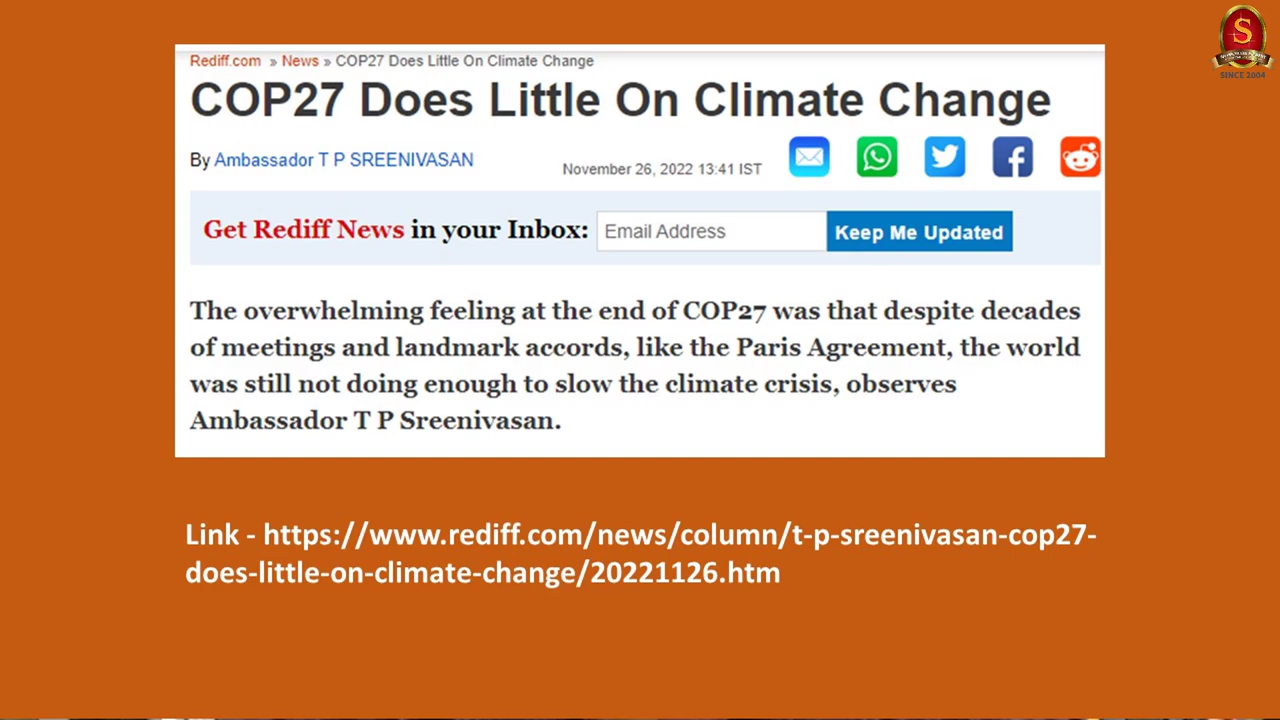 Rediff.com » News » COP27 Does Little On Climate Change
COP27 Does Little On Climate Change
By Ambassador T P SREENIVASAN
November 26, 2022 13:41 IST
Get Rediff News in your Inbox: Email Address Keep Me Updated
The overwhelming feeling at the end of COP27 was that despite decades
of meetings and landmark accords, like the Paris Agreement, the world
was still not doing enough to slow the climate crisis, observes
Ambassador T P Sreenivasan.
Link - https://www.rediff.com/news/column/t-p-sreenivasan-cop27-
does-little-on-climate-change/20221126.htm
S
SINCE 2004